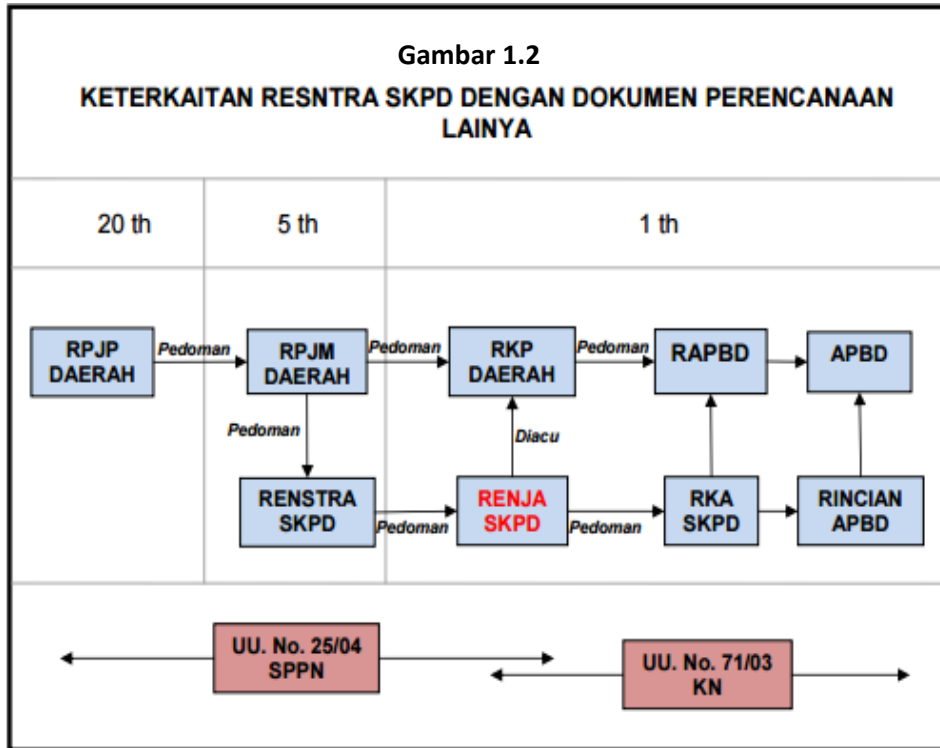 Gambar 1.2
KETERKAITAN RESNTRA SKPD DENGAN DOKUMEN PERENCANAAN
LAINYA
20 th
5 th
1 th
RPJP
DAERAH
Pedoman
RPJM
DAERAH
Pedoman
RKP
DAERAH
Pedoman
RAPBD
APBD
Pedoman
Diacu
RENSTRA
SKPD
Pedoman
RENJA
SKPD
Pedoman
RKA
SKPD
RINCIAN
APBD
UU. No. 25/04
SPPN
UU. No. 71/03
KN